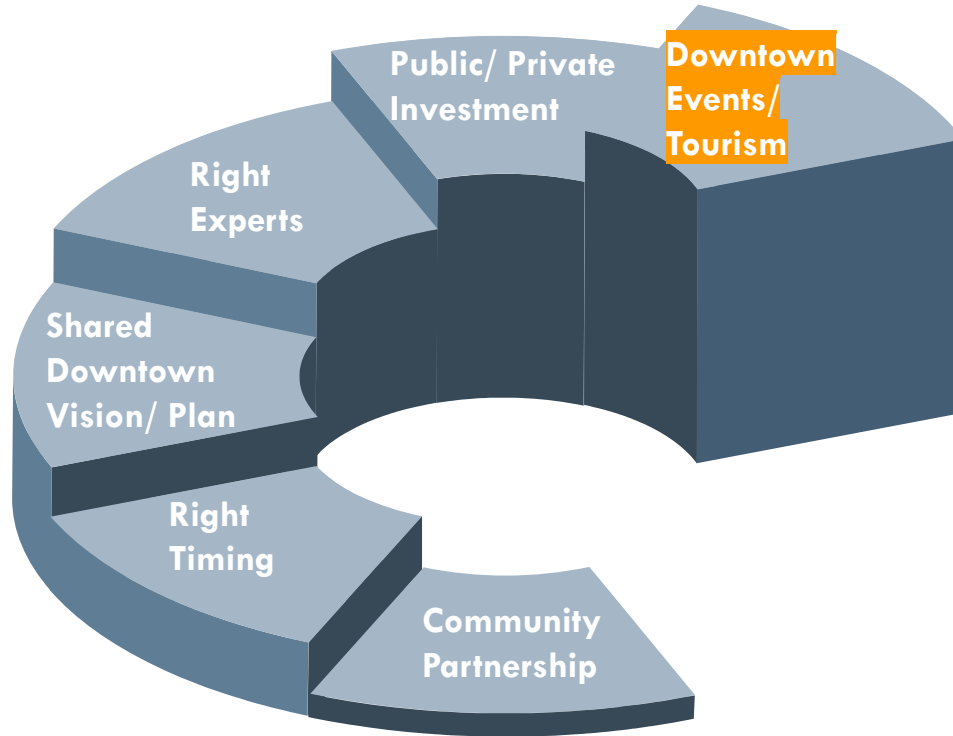 Public/ Private
Investment
Downtown
Events/
Tourism
Right
Experts
Shared
Downtown
Vision/ Plan
Right
Timing
Community
Partnership